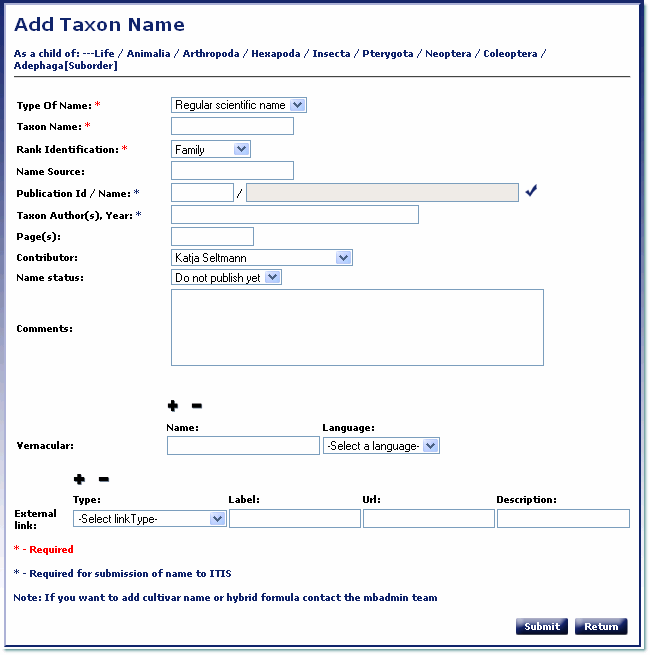 Add Taxon Name
As a child of: ---Life / Animalia / Arthropoda / Hexapoda / Insecta / Pterygota / Neoptera / Coleoptera /
Adephaga[Suborder]
Type Of Name: * Regular scientific name
Taxon Name: *
Rank Identification: * Family
Name Source:
Publication Id / Name: * /
Taxon Author(s), Year: *
Page(s):
Contributor: Katja Seltmann
Name status: Do not publish yet
Comments:
Name: Language:
Vernacular: -Select a language-
Type: Label: Url: Description:
External
link: -Select linkType-
* - Required
* - Required for submission of name to ITIS
Note: If you want to add cultivar name or hybrid formula contact the mbadmin team
Submit Return